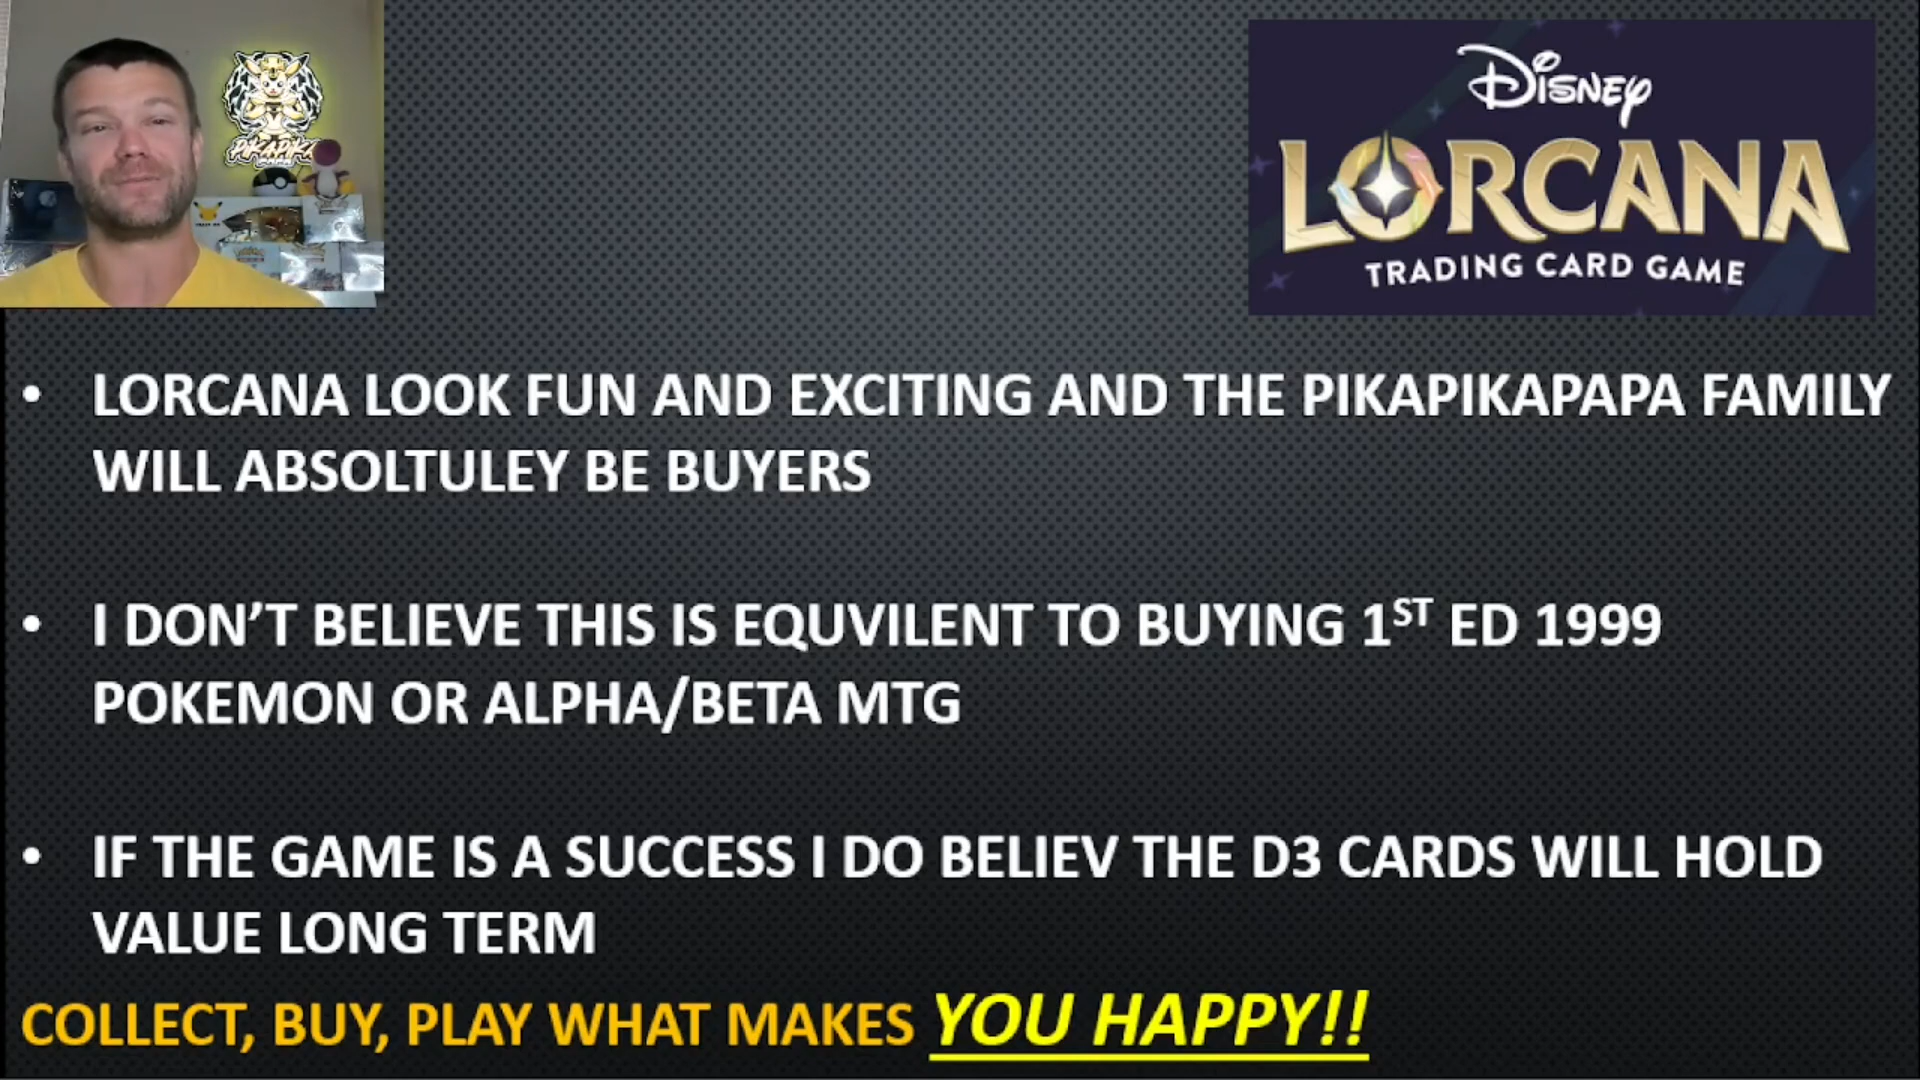 PIKAPIKA
PAPA
DISNEY
LORCANA
TRADING CARD GAME
• LORCANA LOOK FUN AND EXCITING AND THE PIKAPIKAPAPA FAMILY
WILL ABSOLTULEY BE BUYERS
• I DON’T BELIEVE THIS IS EQUVILENT TO BUYING 1ST ED 1999
POKEMON OR ALPHA/BETA MTG
• IF THE GAME IS A SUCCESS I DO BELIEV THE D3 CARDS WILL HOLD
VALUE LONG TERM
COLLECT, BUY, PLAY WHAT MAKES YOU HAPPY!!